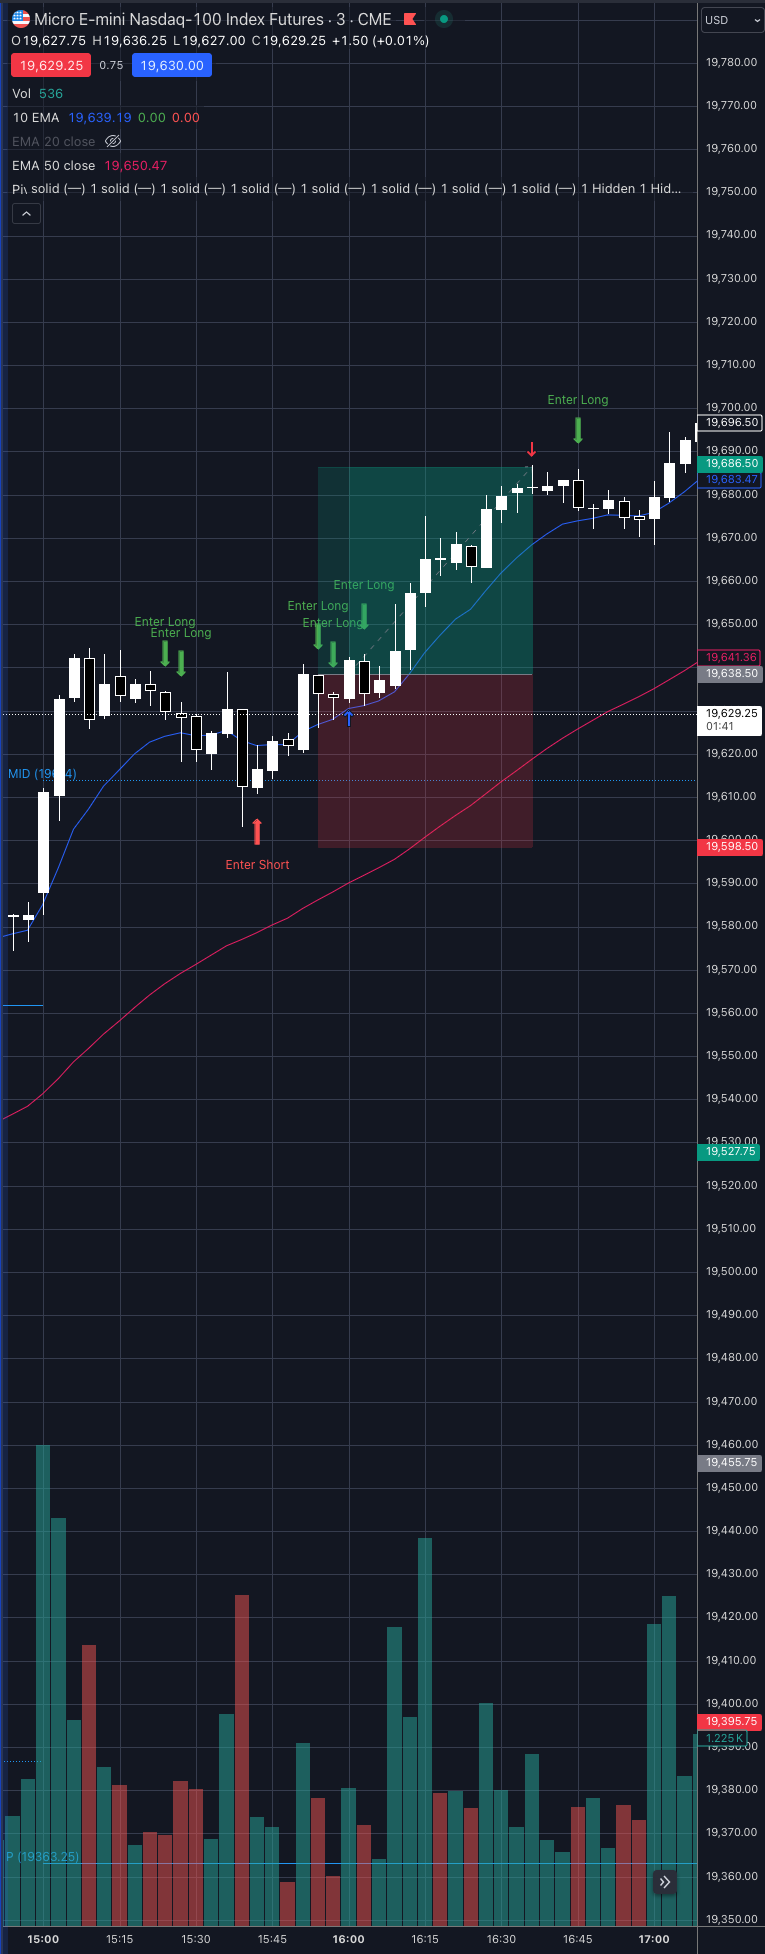 Micro E-mini Nasdaq-100 Index Futures · 3 · CME
USD
O19,627.75 H19,636.25 L19,627.00 C19,629.25 +1.50 (+0.01%)
19,629.25 0.75 19,630.00
Vol 536
10 EMA 19,639.19 0.00 0.00
EMA 20 close
EMA 50 close 19,650.47
solid (—) 1 solid (—) 1 solid (—) 1 solid (—) 1 solid (—) 1 solid (—) 1 solid (—) 1 solid (—) 1 Hidden 1 Hid...
19,780.00
19,770.00
19,760.00
19,750.00
19,740.00
19,730.00
19,720.00
19,710.00
19,700.00
19,696.50
19,690.00
19,686.50
19,683.47
19,680.00
19,670.00
19,660.00
19,650.00
19,641.36
19,638.50
19,629.25
01:41
19,620.00
19,610.00
19,600.00
19,598.50
19,590.00
19,580.00
19,570.00
19,560.00
19,550.00
19,540.00
19,530.00
19,527.75
19,520.00
19,510.00
19,500.00
19,490.00
19,480.00
19,470.00
19,460.00
19,455.75
19,450.00
19,440.00
19,430.00
19,420.00
19,410.00
19,400.00
19,395.75
1.225 K
19,390.00
19,380.00
19,370.00
19,360.00
19,350.00
Enter Long
Enter Long
Enter Long
Enter Long
Enter Long
Enter Long
Enter Short
P (19363.25)
15:00 15:15 15:30 15:45 16:00 16:15 16:30 16:45 17:00